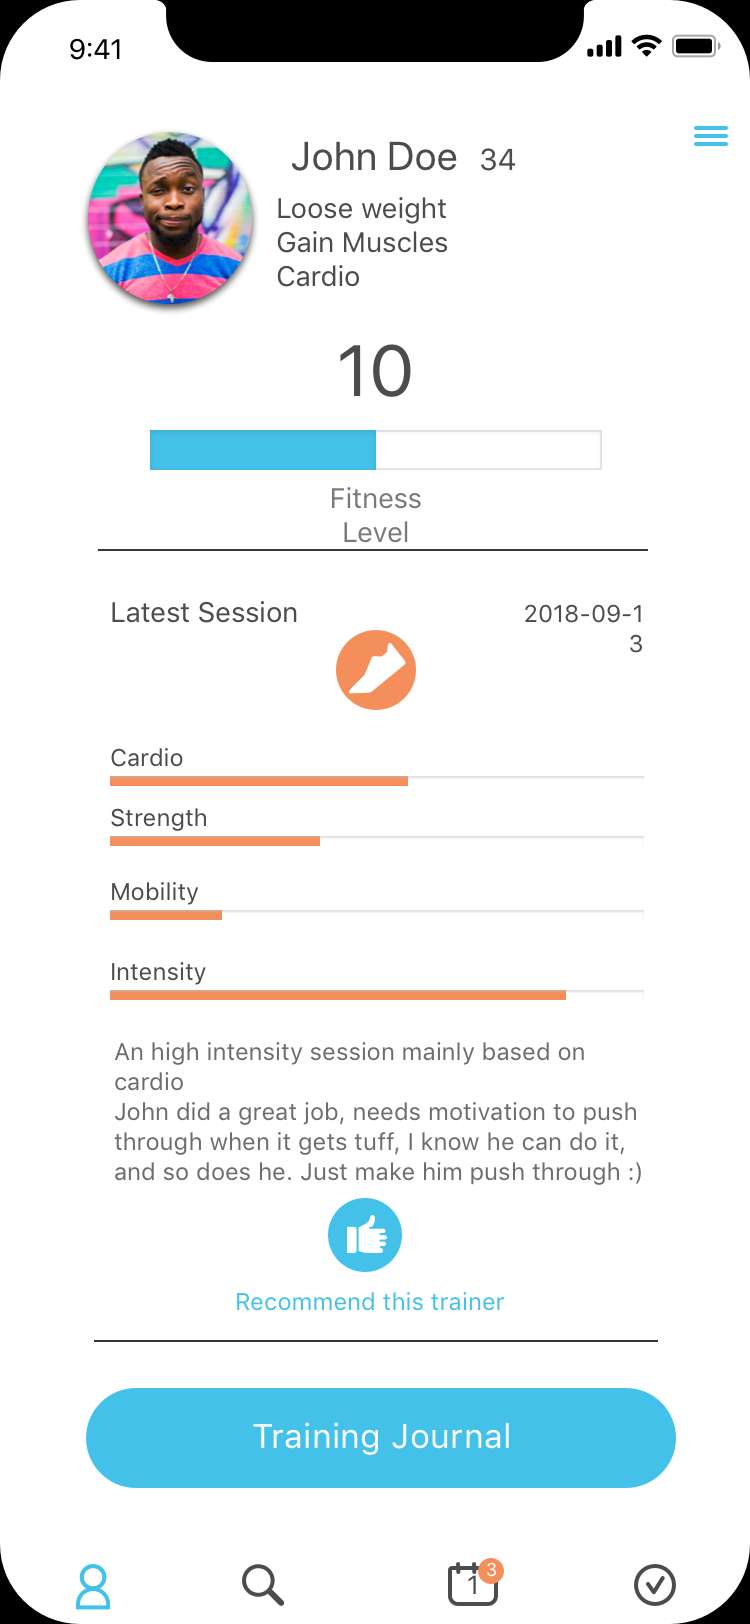 9:41
John Doe 34
Loose weight
Gain Muscles
Cardio
10
Fitness
Level
Latest Session
2018-09-1
3
Cardio
Strength
Mobility
Intensity
An high intensity session mainly based on
cardio
John did a great job, needs motivation to push
through when it gets tuff, I know he can do it,
and so does he. Just make him push through :)
Recommend this trainer
Training Journal
1
3